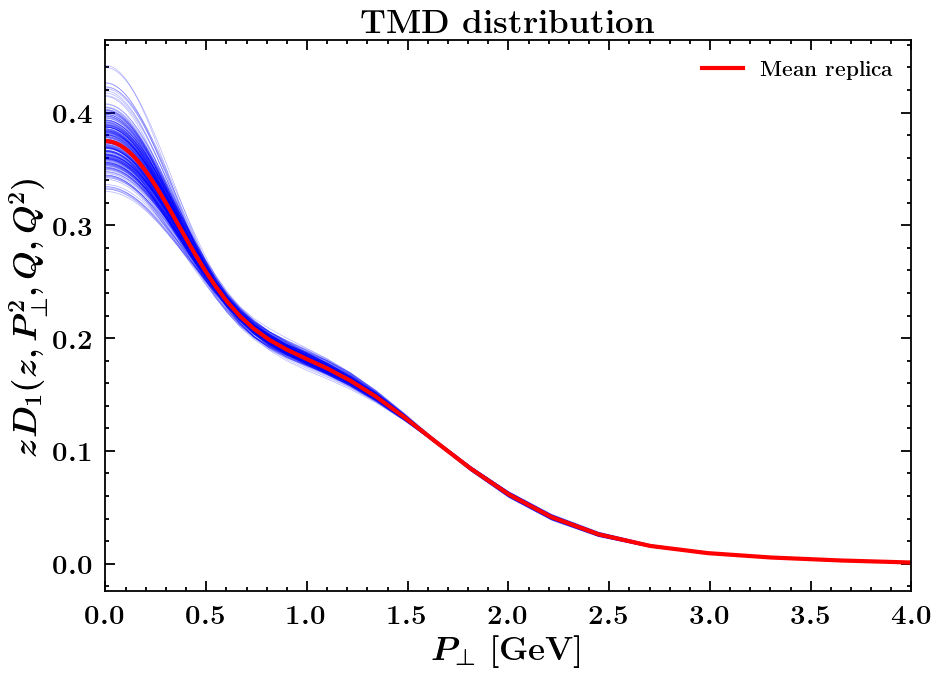 TMD distribution
Mean replica
zD₁(z, P²⊥, Q, Q²)
0.4
0.3
0.2
0.1
0.0
0.0 0.5 1.0 1.5 2.0 2.5 3.0 3.5 4.0
P⊥ [GeV]